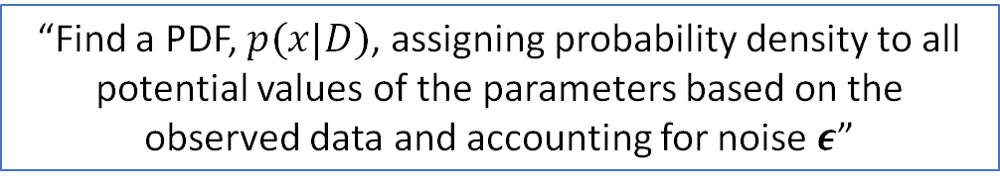 “Find a PDF, p(x|D), assigning probability density to all
potential values of the parameters based on the
observed data and accounting for noise ϵ”